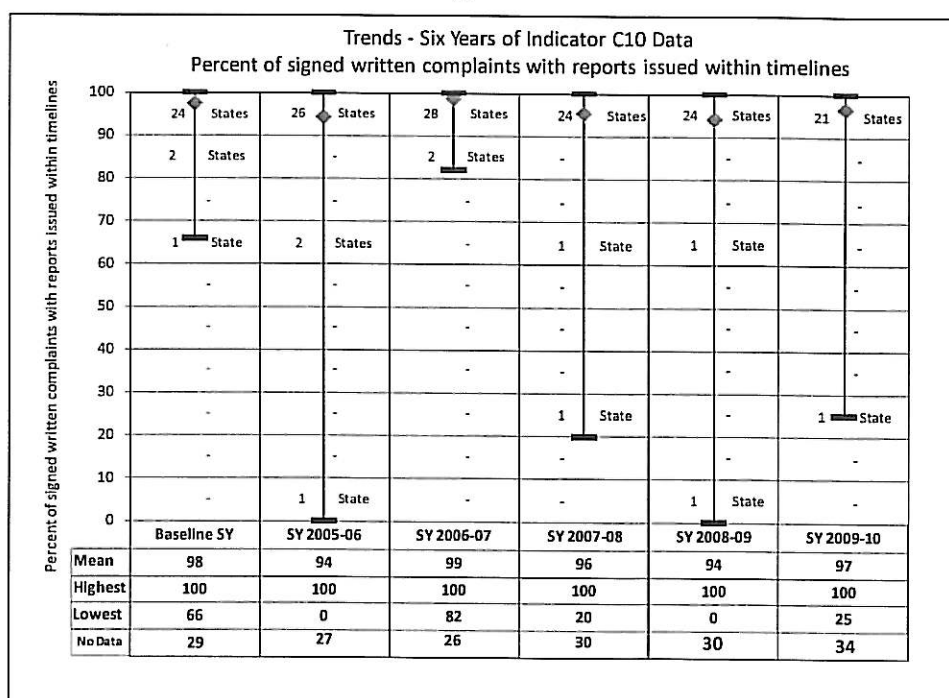 Trends - Six Years of Indicator C10 Data
Percent of signed written complaints with reports issued within timelines
Percent of signed written complaints with reports issued within timelines
100
24 States 26 States 28 States 24 States 24 States 21 States
90
2 States - 2 States - - -
80
- - - - - -
70
1 State 2 States - 1 State 1 State -
60
- - - - - -
50
- - - - - -
40
- - - - - -
30
- - - 1 State - 1 State
20
- - - - - -
10
- 1 State - - 1 State -
0
Baseline SY SY 2005-06 SY 2006-07 SY 2007-08 SY 2008-09 SY 2009-10
Mean 98 94 99 96 94 97
Highest 100 100 100 100 100 100
Lowest 66 0 82 20 0 25
No Data 29 27 26 30 30 34